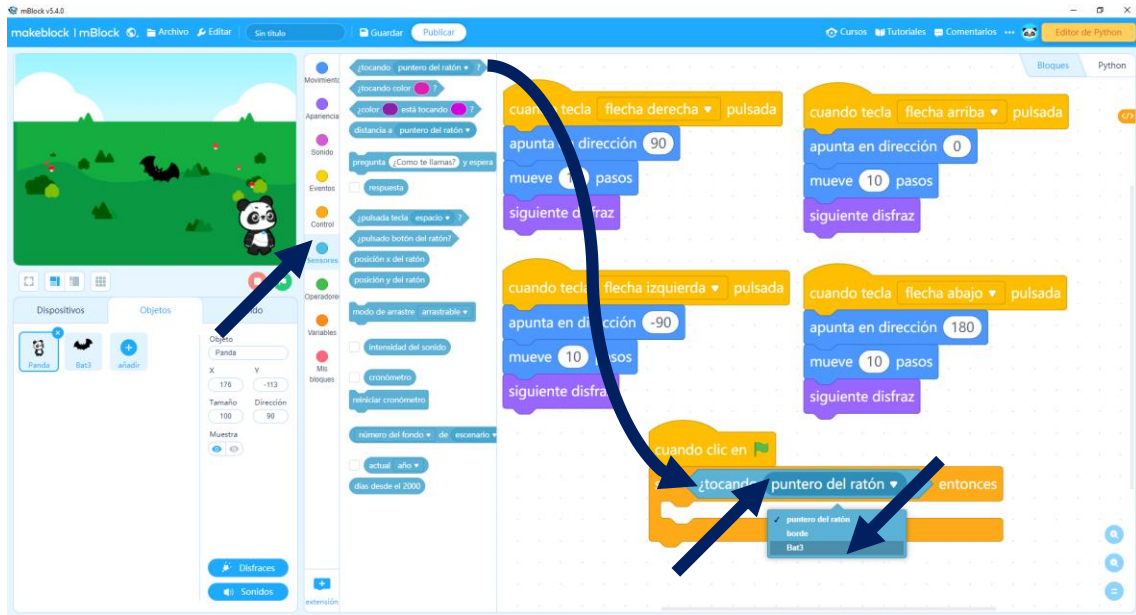 mBlock v5.4.0
makeblock | mBlock Archivo Editar Sin título Guardar Publicar Cursos Tutoriales Comentarios Editor de Python
Bloques Python
Movimiento
Apariencia
Sonido
Eventos
Control
Sensores
Operadore
Variables
Mis
bloques
extensión
¿tocando puntero del ratón ?
¿tocando color ?
¿color está tocando ?
distancia a puntero del ratón
pregunta ¿Como te llamas? y espera
respuesta
¿pulsada tecla espacio ?
¿pulsado botón del ratón?
posición x del ratón
posición y del ratón
modo de arrastre arrastrable
intensidad del sonido
cronómetro
reiniciar cronómetro
número del fondo de escenario
actual año
días desde el 2000
cuando tecla flecha derecha pulsada
apunta en dirección 90
mueve pasos
siguiente disfraz
cuando tecla flecha arriba pulsada
apunta en dirección 0
mueve 10 pasos
siguiente disfraz
cuando tecla flecha izquierda pulsada
apunta en dirección -90
mueve 10 pasos
siguiente disfraz
cuando tecla flecha abajo pulsada
apunta en dirección 180
mueve 10 pasos
siguiente disfraz
cuando clic en
¿tocando puntero del ratón entonces
✓ puntero del ratón
borde
Bat3
Dispositivos Objetos
Panda Bat3 añadir
Objeto
Panda
X Y
176 -113
Tamaño Dirección
100 90
Muestra
Disfraces
Sonidos